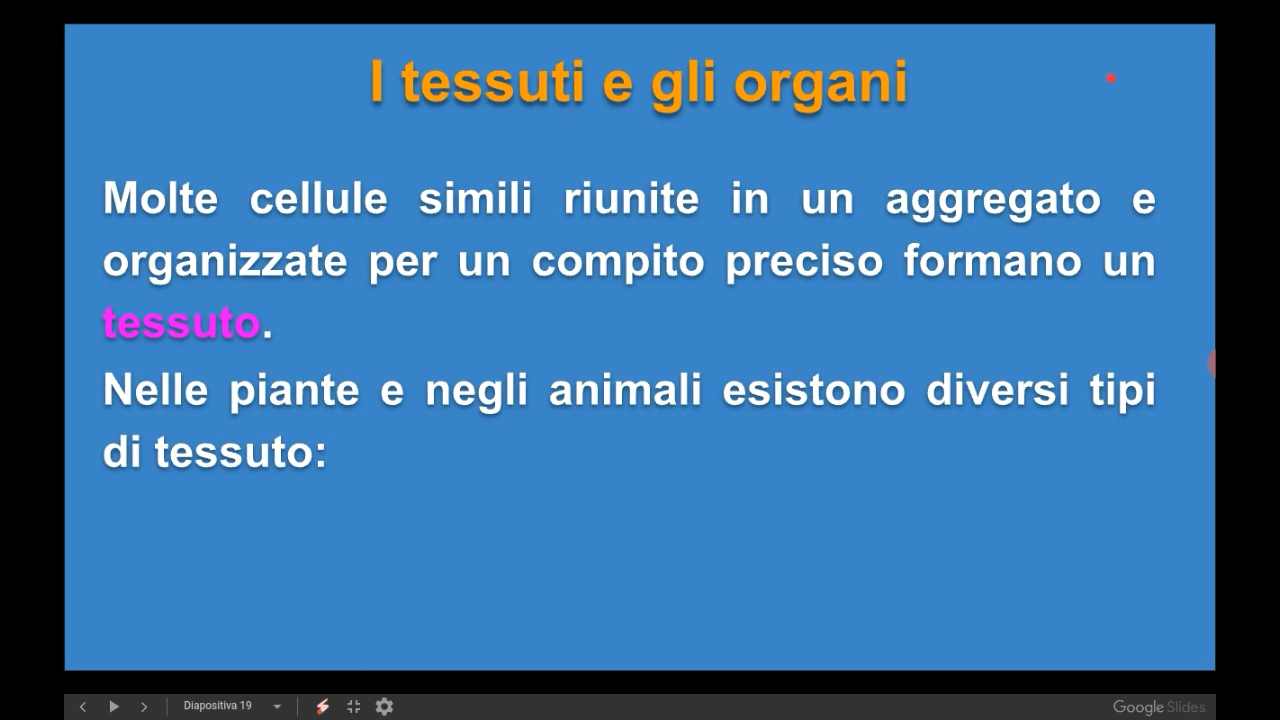 I tessuti e gli organi
Molte cellule simili riunite in un aggregato e
organizzate per un compito preciso formano un
tessuto.
Nelle piante e negli animali esistono diversi tipi
di tessuto:
Diapositiva 19
Google Slides